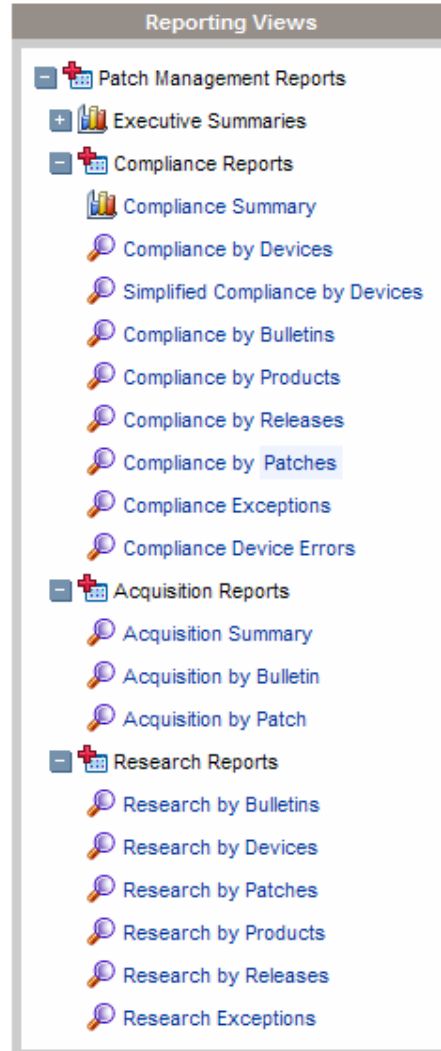 Reporting Views
Patch Management Reports
Executive Summaries
Compliance Reports
Compliance Summary
Compliance by Devices
Simplified Compliance by Devices
Compliance by Bulletins
Compliance by Products
Compliance by Releases
Compliance by Patches
Compliance Exceptions
Compliance Device Errors
Acquisition Reports
Acquisition Summary
Acquisition by Bulletin
Acquisition by Patch
Research Reports
Research by Bulletins
Research by Devices
Research by Patches
Research by Products
Research by Releases
Research Exceptions